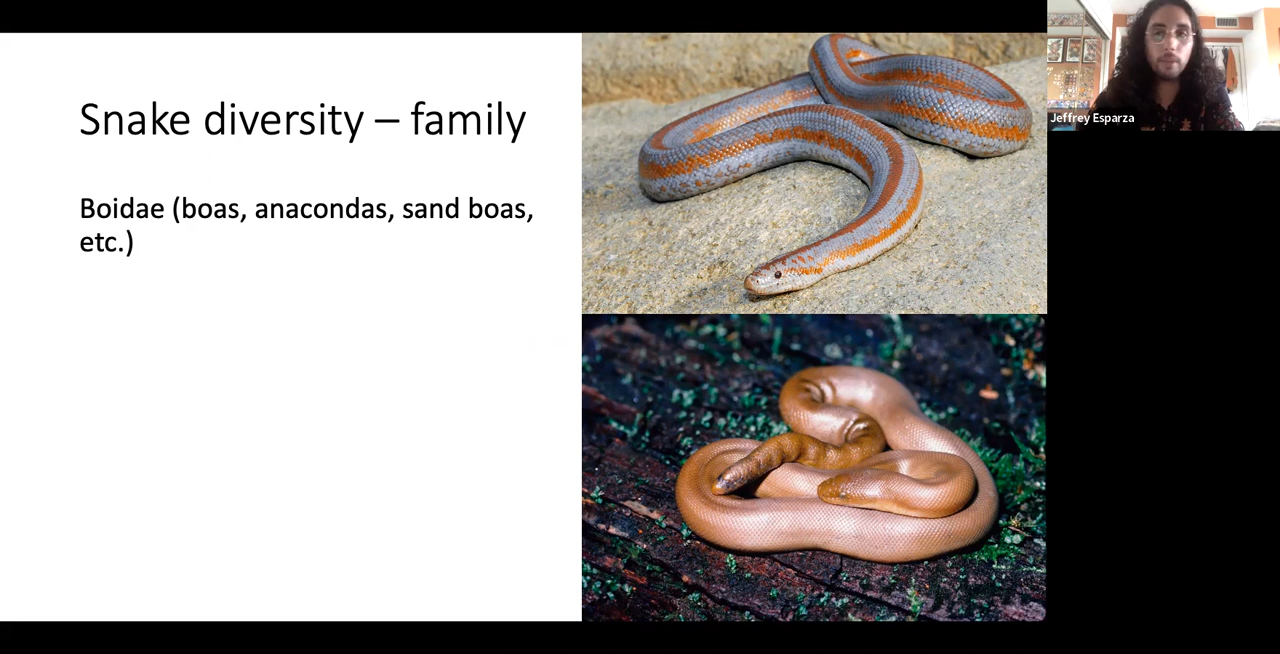 Snake diversity – family
Boidae (boas, anacondas, sand boas,
etc.)
Jeffrey Esparza